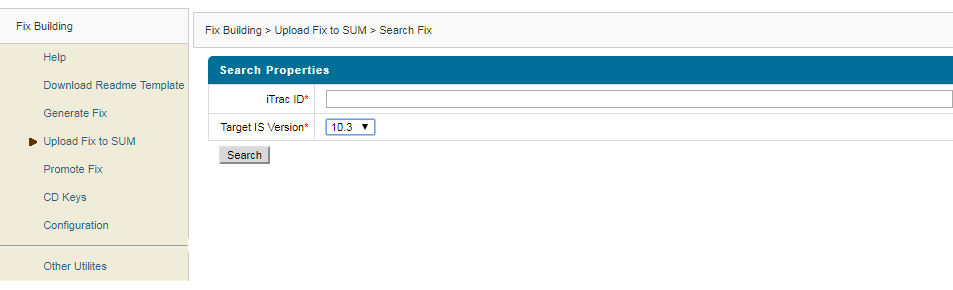 Fix Building
Help
Download Readme Template
Generate Fix
Upload Fix to SUM
Promote Fix
CD Keys
Configuration
Other Utilites
Fix Building > Upload Fix to SUM > Search Fix
Search Properties
iTrac ID*
Target IS Version* 10.3
Search